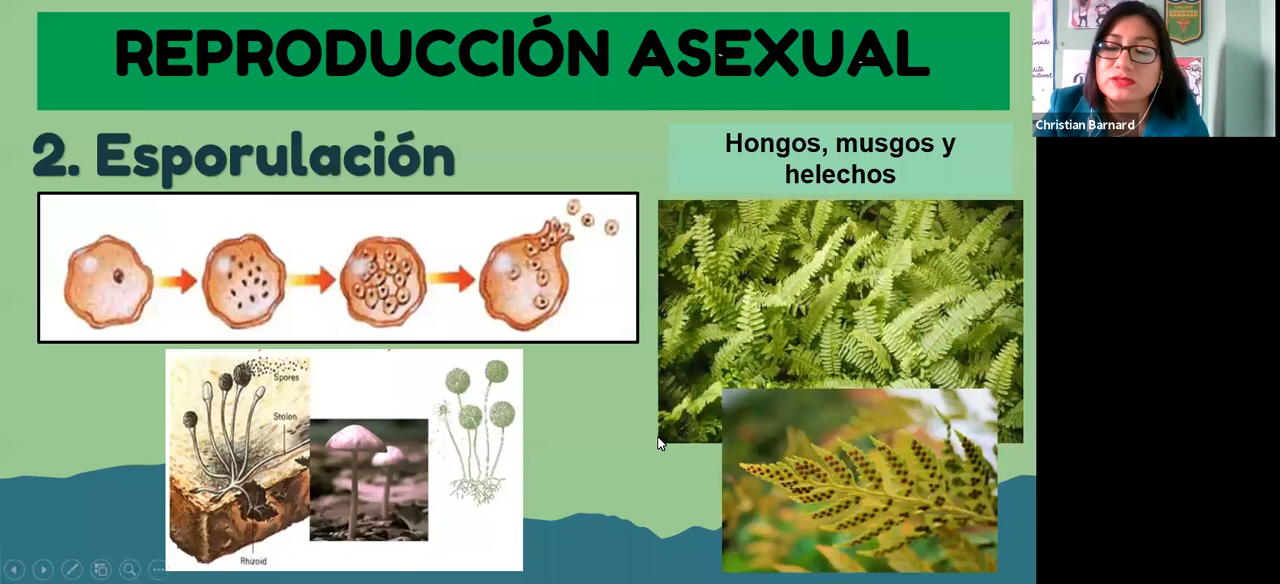 REPRODUCCIÓN ASEXUAL
2. Esporulación
Hongos, musgos y
helechos
Spores
Stolon
Rhizoid
Christian Barnard